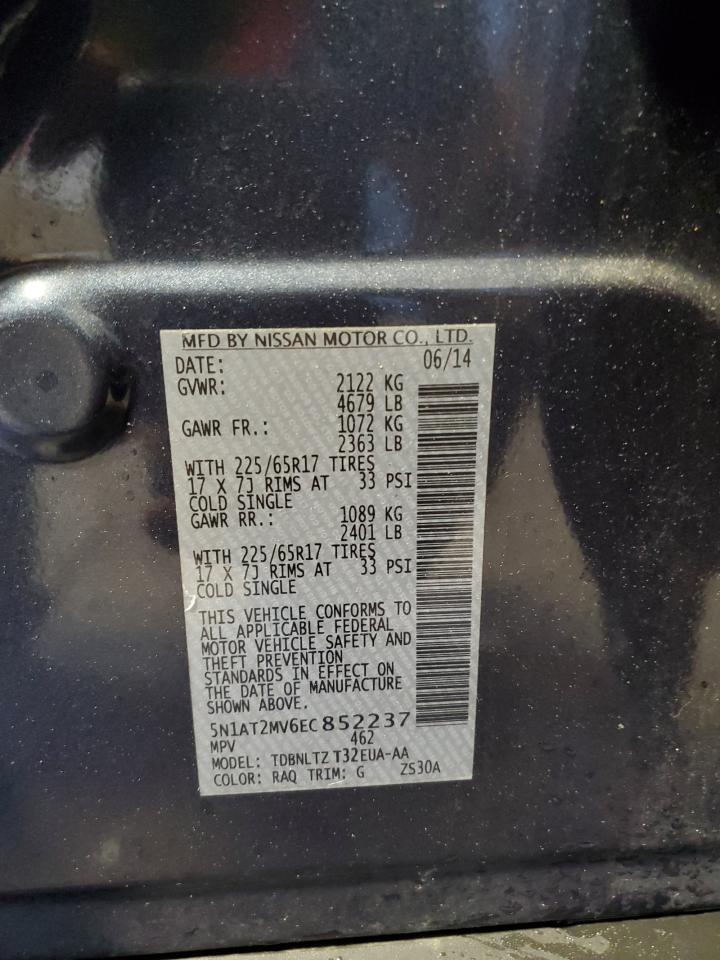 MFD BY NISSAN MOTOR CO., LTD.
DATE: 06/14
GVWR: 2122 KG
4679 LB
GAWR FR.: 1072 KG
2363 LB
WITH 225/65R17 TIRES
17 X 7J RIMS AT 33 PSI
COLD SINGLE
GAWR RR.: 1089 KG
2401 LB
WITH 225/65R17 TIRES
17 X 7J RIMS AT 33 PSI
COLD SINGLE
THIS VEHICLE CONFORMS TO
ALL APPLICABLE FEDERAL
MOTOR VEHICLE SAFETY AND
THEFT PREVENTION
STANDARDS IN EFFECT ON
THE DATE OF MANUFACTURE
SHOWN ABOVE.
5N1AT2MV6EC852237
MPV 462
MODEL: TDBNLTZ T32EUA-AA
COLOR: RAQ TRIM: G ZS30A